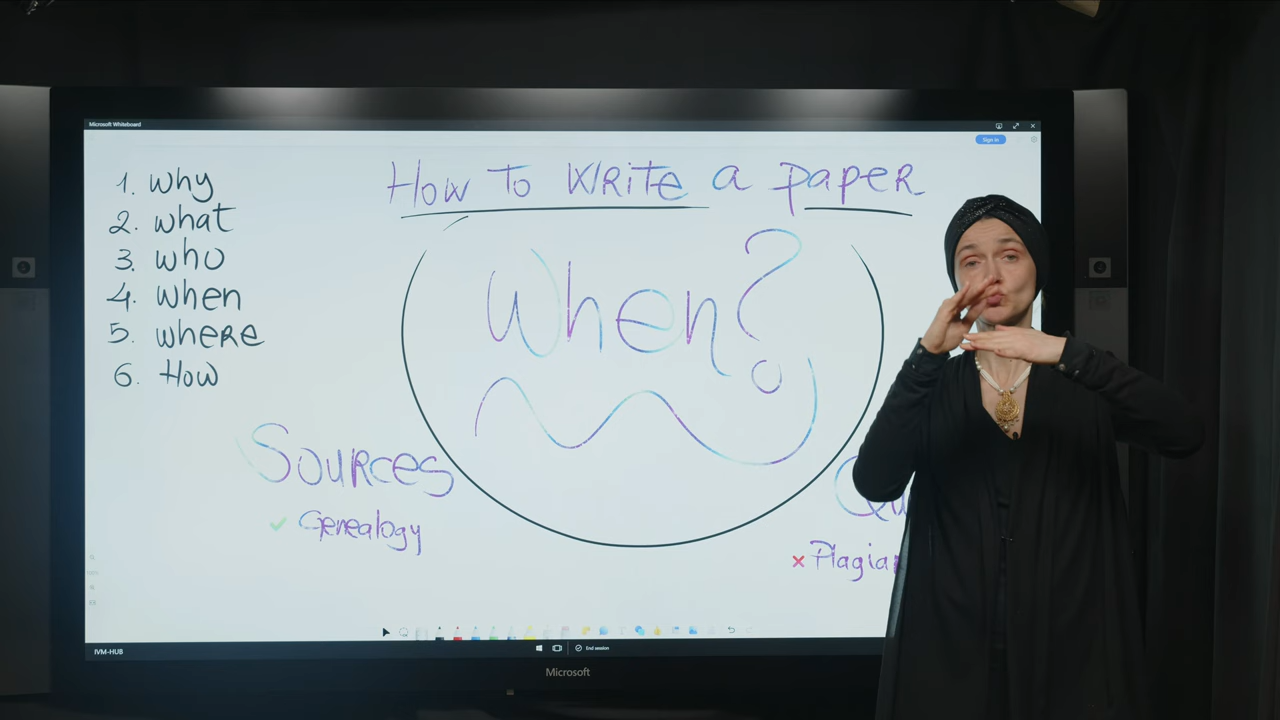 Microsoft Whiteboard
Sign in
How To Write a paper
1. why
2. what
3. who
4. when
5. where
6. How
When?
Sources
✓ Genealogy
× Plagiar
IVM-HUB
End session
Microsoft